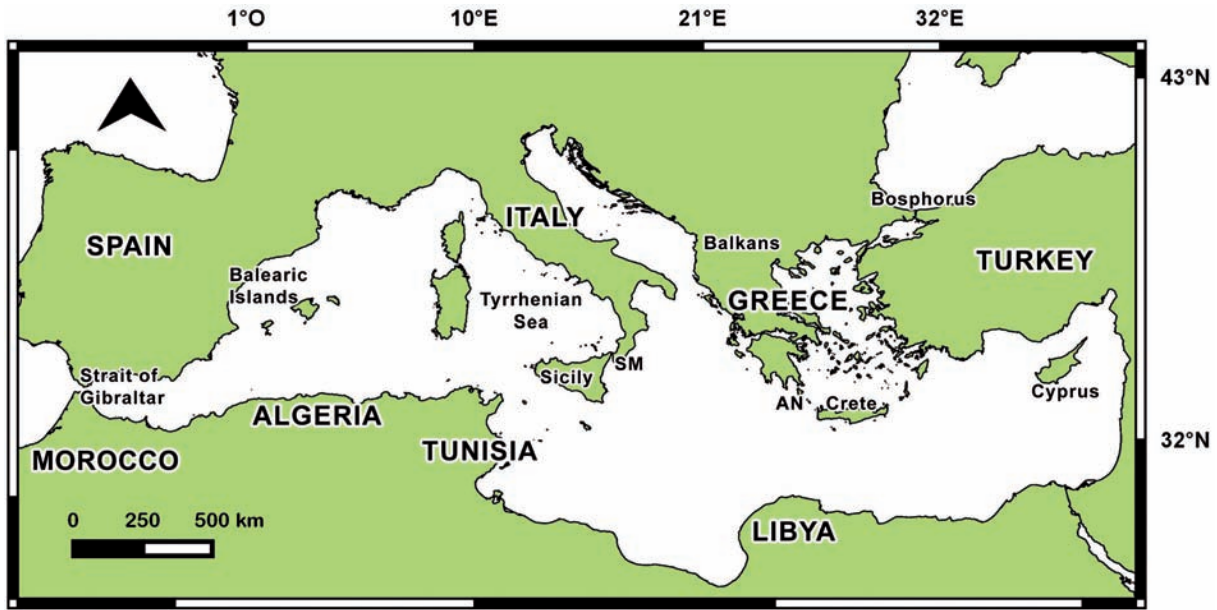 1°O 10°E 21°E 32°E
43°N
Bosphorus
ITALY
SPAIN
Balkans
TURKEY
Balearic
Islands
Tyrrhenian
Sea
GREECE
SM
Strait of
Gibraltar
Sicily
Cyprus
AN
Crete
ALGERIA
32°N
TUNISIA
MOROCCO
0 250 500 km
LIBYA